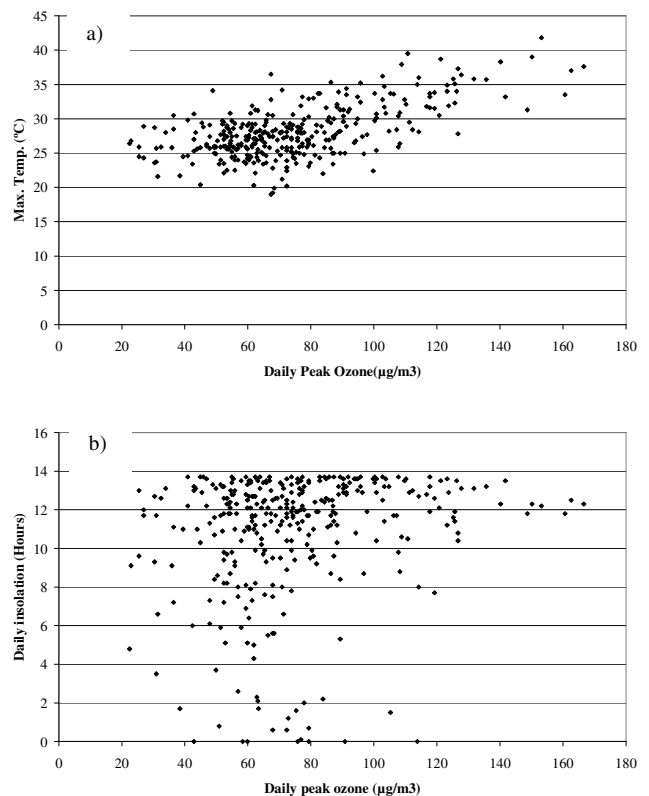 a)
45
40
35
30
25
20
15
10
5
0
Max. Temp. (ºC)
0 20 40 60 80 100 120 140 160 180
Daily Peak Ozone(µg/m3)
b)
16
14
12
10
8
6
4
2
0
Daily insolation (Hours)
0 20 40 60 80 100 120 140 160 180
Daily peak ozone (µg/m3)